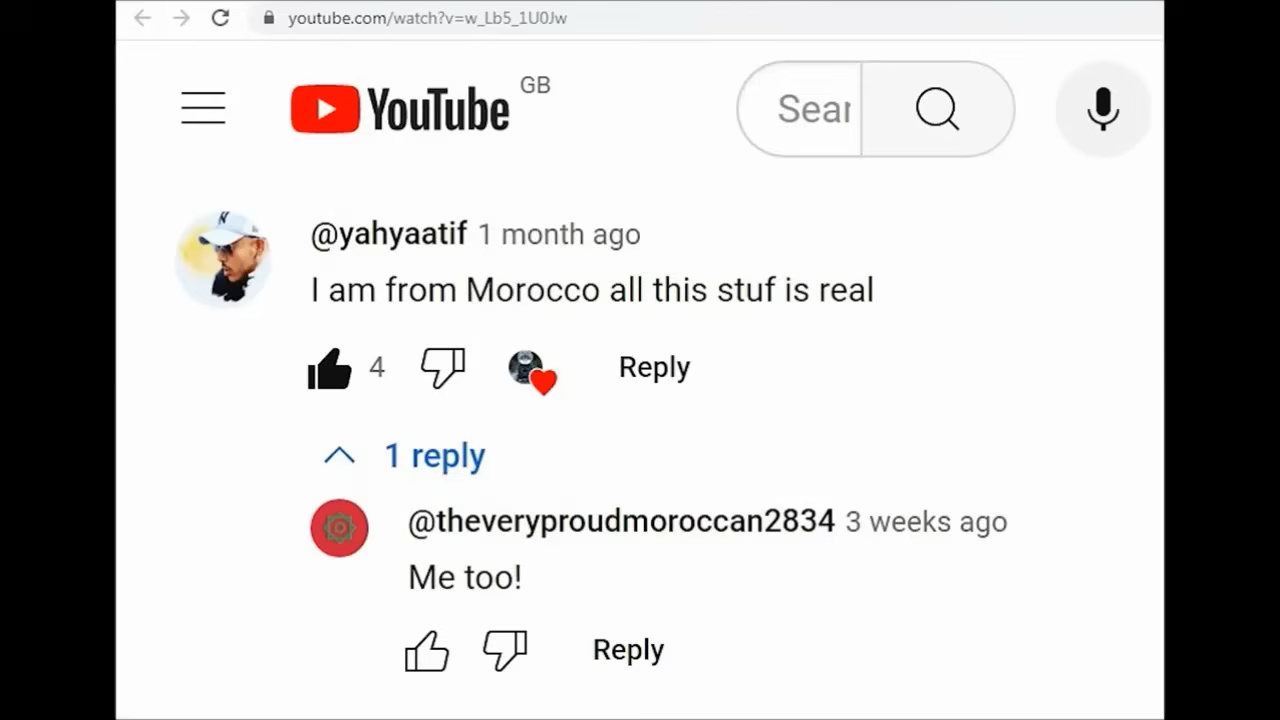 youtube.com/watch?v=w_Lb5_1U0Jw
YouTube GB
Sear
@yahyaatif 1 month ago
I am from Morocco all this stuf is real
4 Reply
1 reply
@theveryproudmoroccan2834 3 weeks ago
Me too!
Reply